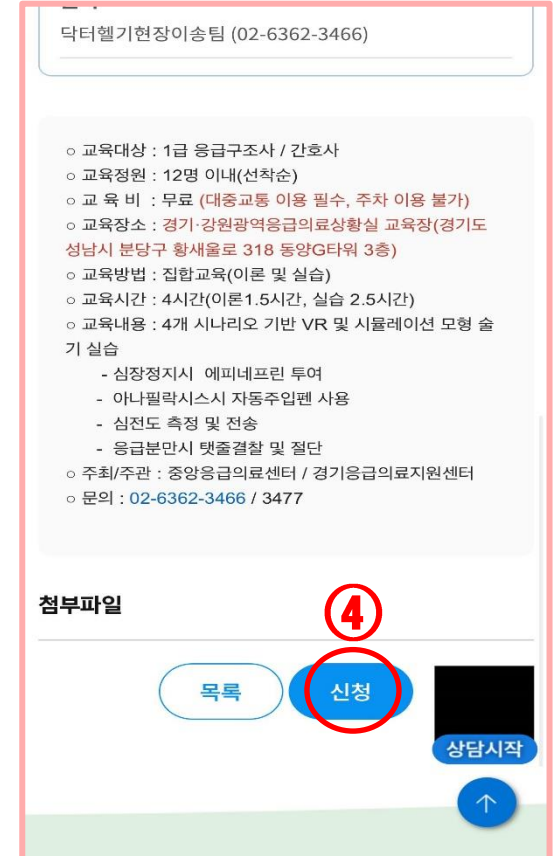 닥터헬기현장이송팀 (02-6362-3466)
○ 교육대상 : 1급 응급구조사 / 간호사
○ 교육정원 : 12명 이내(선착순)
○ 교 육 비 : 무료 (대중교통 이용 필수, 주차 이용 불가)
○ 교육장소 : 경기·강원광역응급의료상황실 교육장(경기도
성남시 분당구 황새울로 318 동양G타워 3층)
○ 교육방법 : 집합교육(이론 및 실습)
○ 교육시간 : 4시간(이론1.5시간, 실습 2.5시간)
○ 교육내용 : 4개 시나리오 기반 VR 및 시뮬레이션 모형 술
기 실습
- 심장정지시 에피네프린 투여
- 아나필락시스시 자동주입펜 사용
- 심전도 측정 및 전송
- 응급분만시 탯줄결찰 및 절단
○ 주최/주관 : 중앙응급의료센터 / 경기응급의료지원센터
○ 문의 : 02-6362-3466 / 3477
첨부파일
④
목록 신청
상담시작